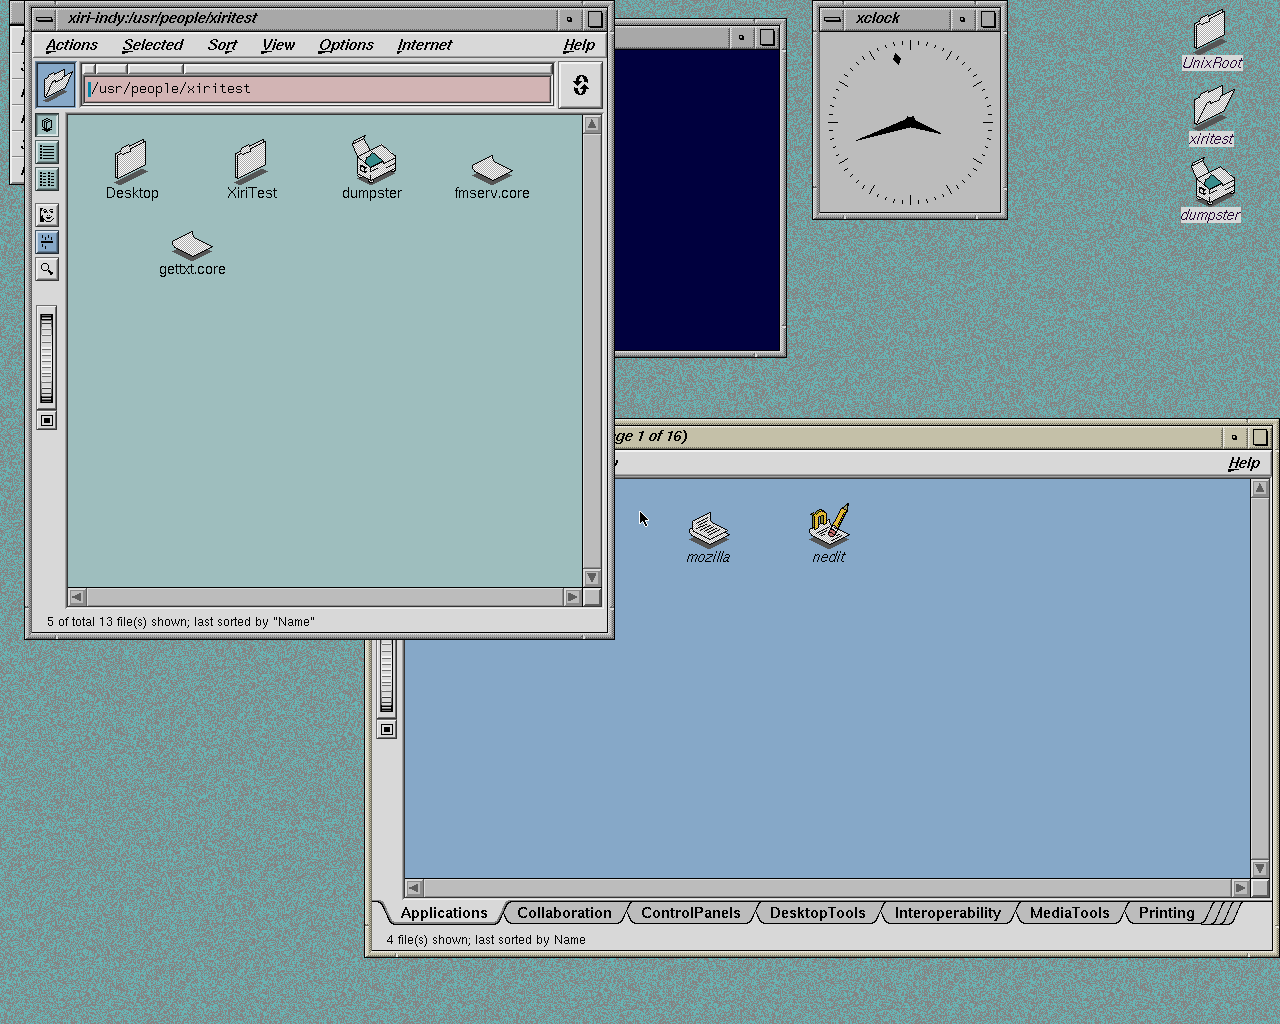 xiri-indy:/usr/people/xiritest
Actions Selected Sort View Options Internet Help
/usr/people/xiritest
Desktop XiriTest dumpster fmserv.core
gettxt.core
5 of total 13 file(s) shown; last sorted by "Name"
xclock
UnixRoot
xiritest
dumpster
1 of 16)
Help
mozilla nedit
Applications Collaboration ControlPanels DesktopTools Interoperability MediaTools Printing
4 file(s) shown; last sorted by Name